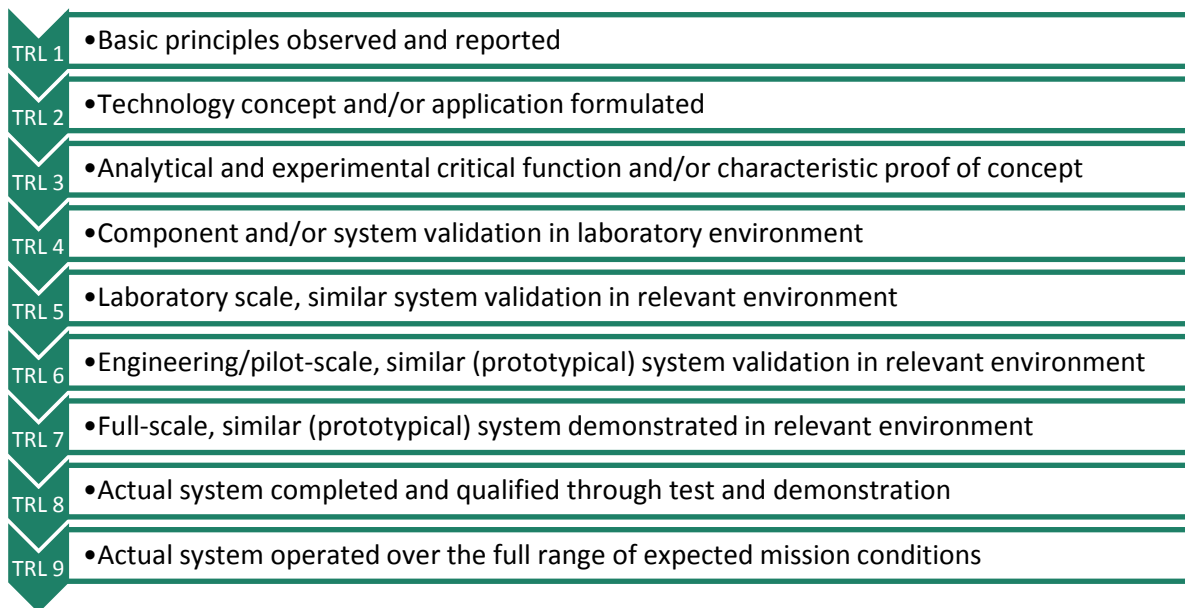 TRL 1
•Basic principles observed and reported
TRL 2
•Technology concept and/or application formulated
TRL 3
•Analytical and experimental critical function and/or characteristic proof of concept
TRL 4
•Component and/or system validation in laboratory environment
TRL 5
•Laboratory scale, similar system validation in relevant environment
TRL 6
•Engineering/pilot-scale, similar (prototypical) system validation in relevant environment
TRL 7
•Full-scale, similar (prototypical) system demonstrated in relevant environment
TRL 8
•Actual system completed and qualified through test and demonstration
TRL 9
•Actual system operated over the full range of expected mission conditions